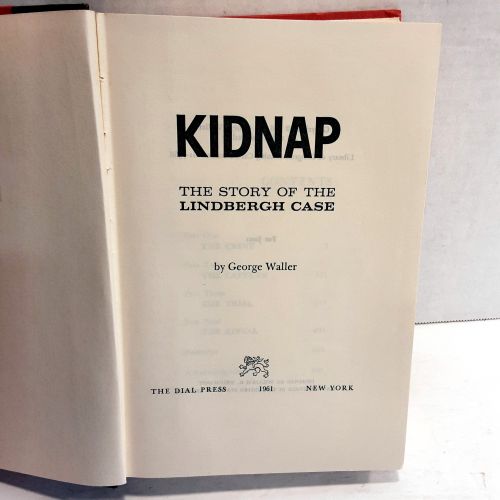 KIDNAP
THE STORY OF THE
LINDBERGH CASE
by George Waller
THE DIAL PRESS 1961 NEW YORK